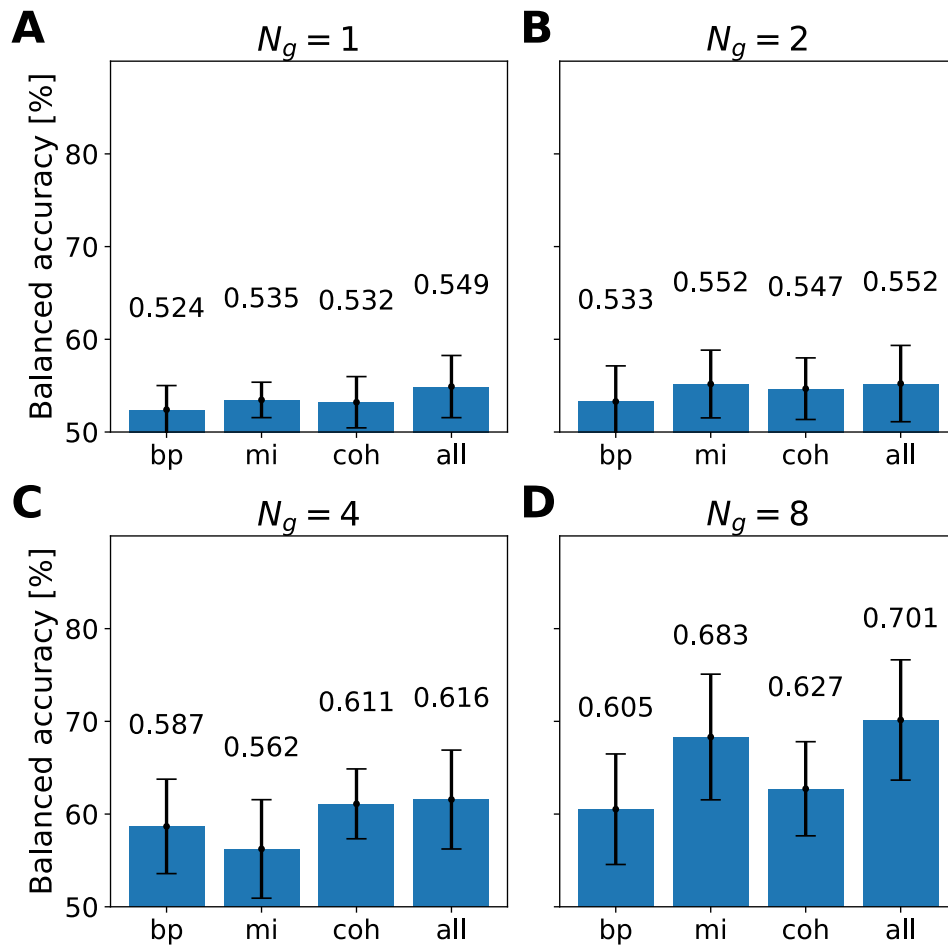 A
N_g = 1
Balanced accuracy [%]
80
70
60
50
0.524
0.535
0.532
0.549
bp
mi
coh
all
B
N_g = 2
0.533
0.552
0.547
0.552
bp
mi
coh
all
C
N_g = 4
Balanced accuracy [%]
80
70
60
50
0.587
0.562
0.611
0.616
bp
mi
coh
all
D
N_g = 8
0.605
0.683
0.627
0.701
bp
mi
coh
all